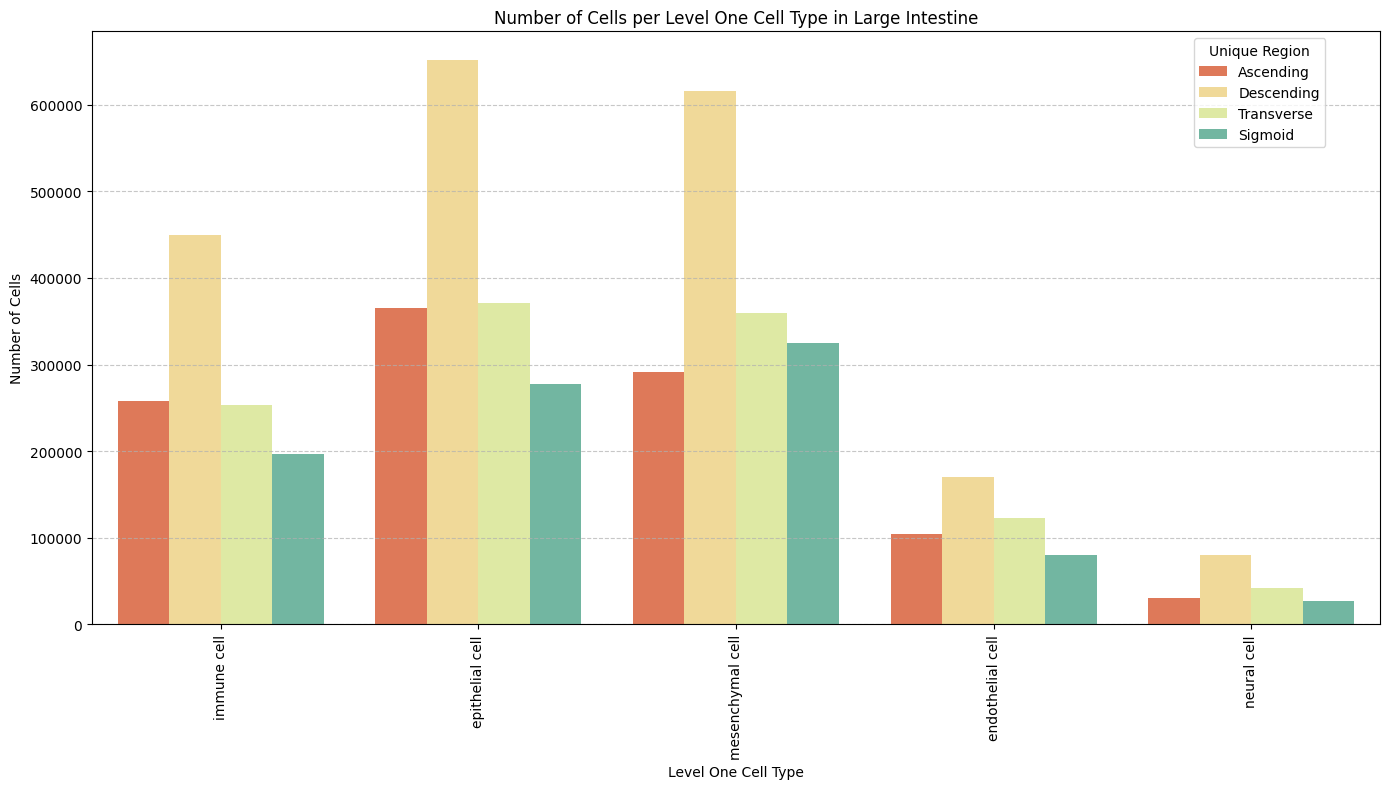 Number of Cells per Level One Cell Type in Large Intestine
Unique Region
Ascending
Descending
Transverse
Sigmoid
Number of Cells
600000
500000
400000
300000
200000
100000
0
immune cell
epithelial cell
mesenchymal cell
endothelial cell
neural cell
Level One Cell Type